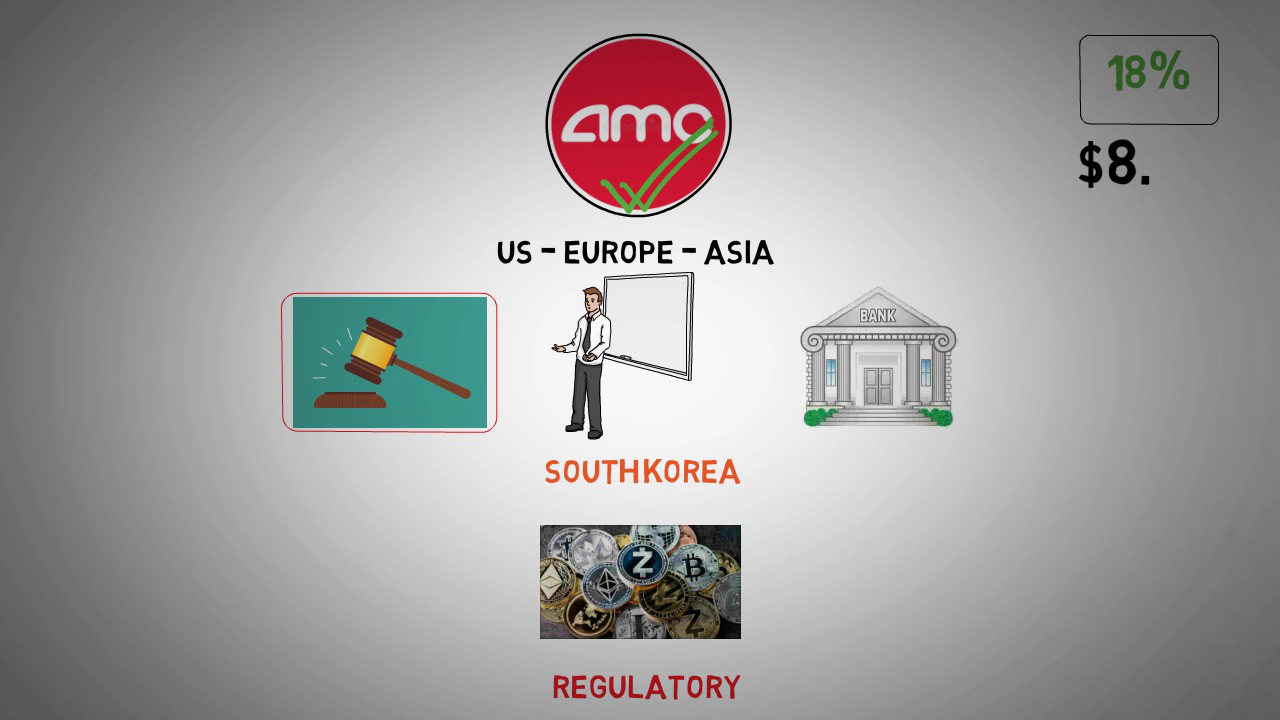 amc
18%
$8.
US - EUROPE - ASIA
BANK
SOUTHKOREA
REGULATORY